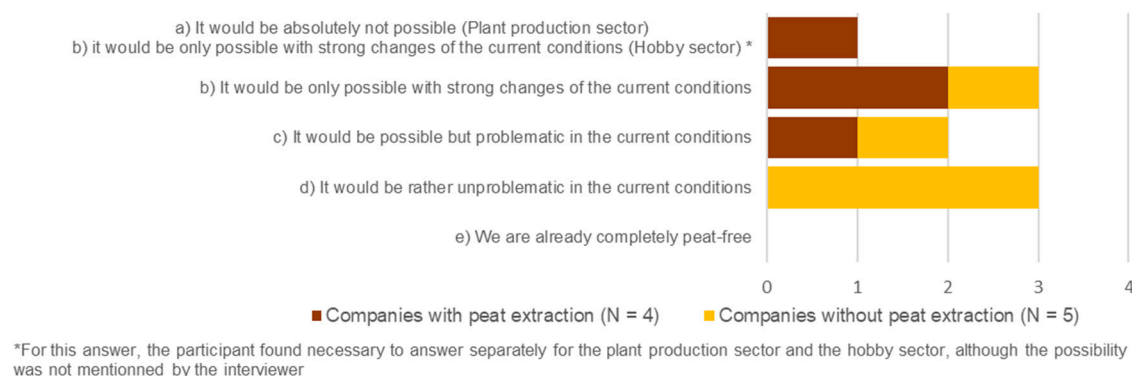 a) It would be absolutely not possible (Plant production sector)
b) it would be only possible with strong changes of the current conditions (Hobby sector) *
b) It would be only possible with strong changes of the current conditions
c) It would be possible but problematic in the current conditions
d) It would be rather unproblematic in the current conditions
e) We are already completely peat-free
0 1 2 3 4
Companies with peat extraction (N = 4) Companies without peat extraction (N = 5)
*For this answer, the participant found necessary to answer separately for the plant production sector and the hobby sector, although the possibility
was not mentionned by the interviewer